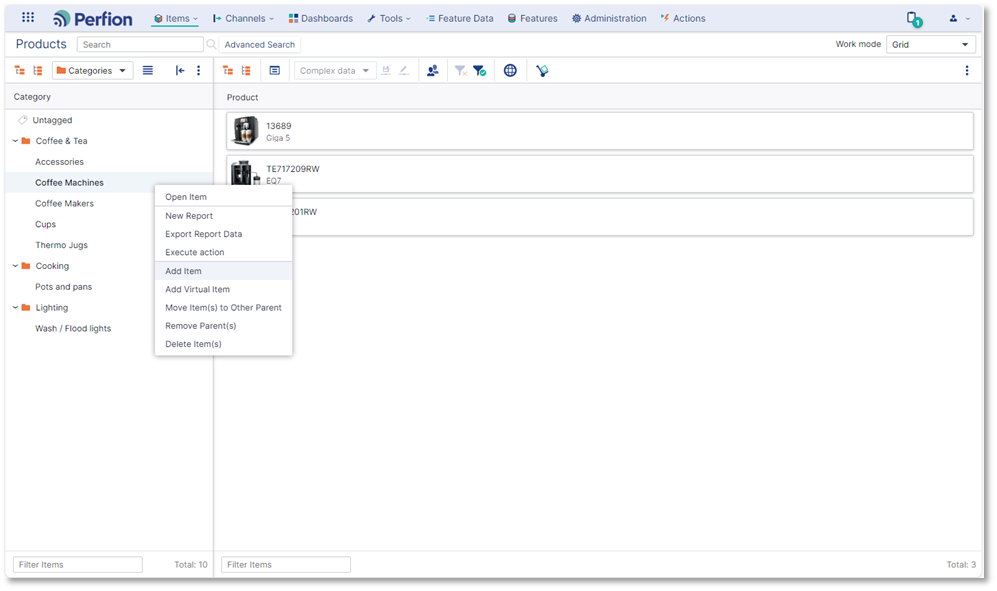 Perfion
Items
Channels
Dashboards
Tools
Feature Data
Features
Administration
Actions
1
Products
Search
Advanced Search
Work mode
Grid
Categories
Complex data
Category
Product
Untagged
Coffee & Tea
Accessories
Coffee Machines
Coffee Makers
Cups
Thermo Jugs
Cooking
Pots and pans
Lighting
Wash / Flood lights
13689
Giga 5
TE717209RW
EQ7
201RW
Open Item
New Report
Export Report Data
Execute action
Add Item
Add Virtual Item
Move Item(s) to Other Parent
Remove Parent(s)
Delete Item(s)
Filter Items
Total: 10
Filter Items
Total: 3